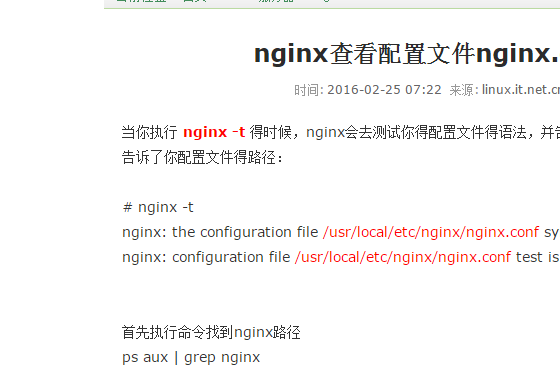 nginx查看配置文件nginx.
时间: 2016-02-25 07:22 来源: linux.it.net.cn
当你执行 nginx -t 得时候，nginx会去测试你得配置文件得语法，并告
告诉了你配置文件得路径：
# nginx -t
nginx: the configuration file /usr/local/etc/nginx/nginx.conf sy
nginx: configuration file /usr/local/etc/nginx/nginx.conf test is
首先执行命令找到nginx路径
ps aux | grep nginx